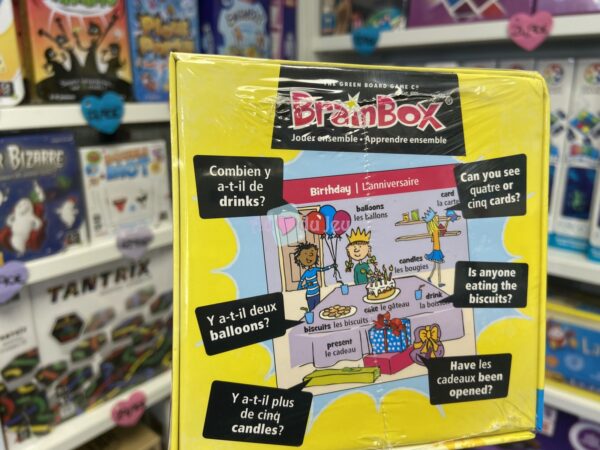 THE GREEN BOARD GAME Co
BrainBox®
Jouer ensemble • Apprendre ensemble
Birthday | L'anniversaire
Combien y
a-t-il de
drinks?
Can you see
quatre or
cinq cards?
card
la carte
balloons
les ballons
candles
les bougies
cake le gâteau
drink
la boisson
biscuits les biscuits
present
le cadeau
Y a-t-il deux
balloons?
Is anyone
eating the
biscuits?
Have les
cadeaux been
opened?
Y a-t-il plus
de cinq
candles?
BIZARRE
TANTRIX